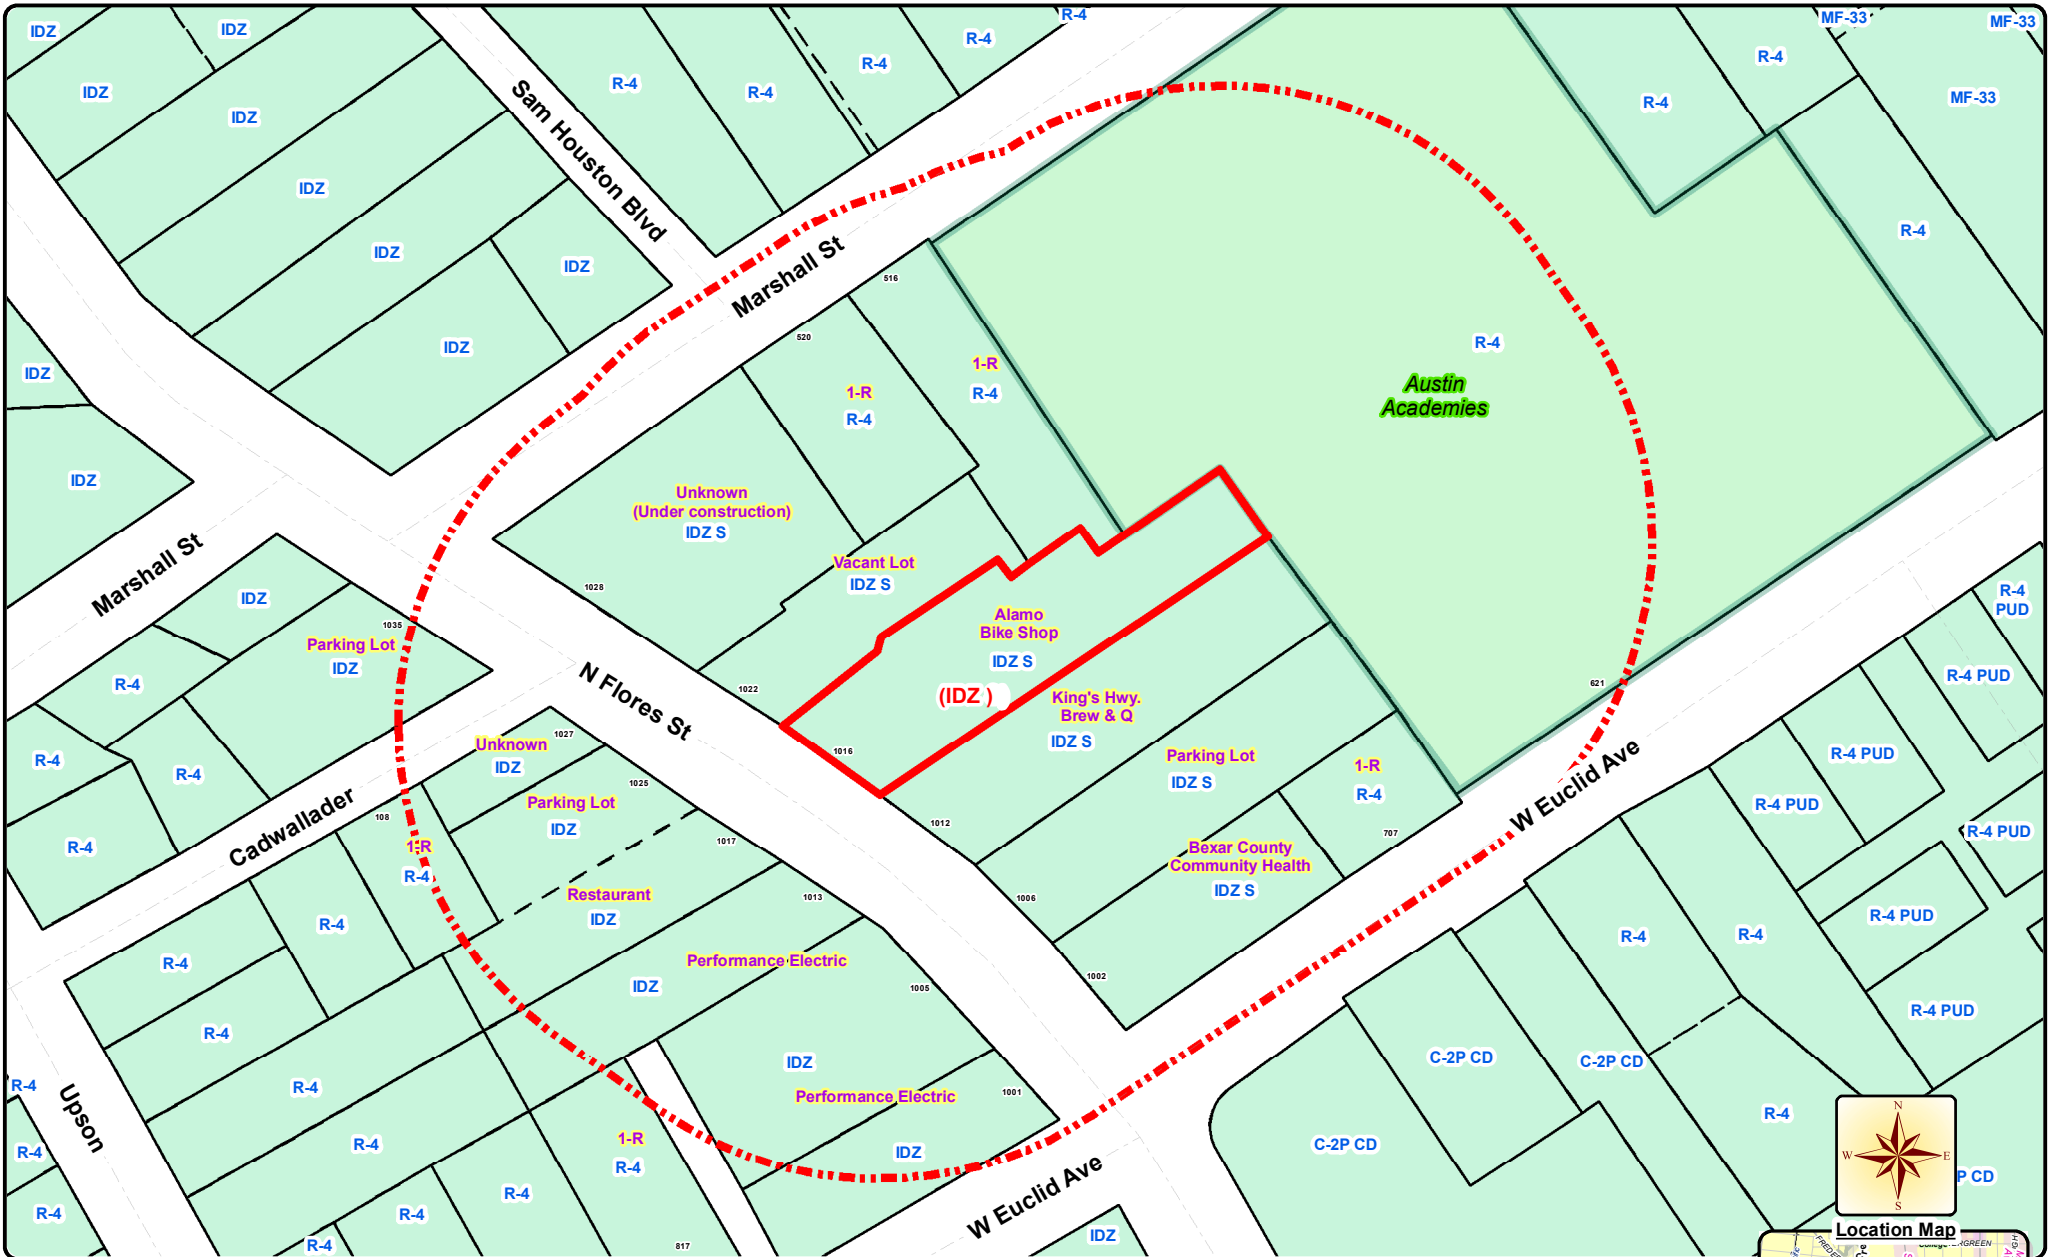 IDZ
IDZ
R-4
MF-33
MF-33
R-4
R-4
R-4
R-4
R-4
R-4
R-4
MF-33
IDZ
IDZ
IDZ
IDZ
IDZ
IDZ
IDZ
IDZ
Sam Houston Blvd
Marshall St
R-4
516
520
1-R
R-4
1-R
R-4
R-4
Austin
Academies
Unknown
(Under construction)
IDZ S
Vacant Lot
IDZ S
1028
Alamo
Bike Shop
IDZ S
(IDZ )
King's Hwy.
Brew & Q
IDZ S
Parking Lot
IDZ S
1-R
R-4
Bexar County
Community Health
IDZ S
1022
1016
1012
1006
1002
707
621
W Euclid Ave
IDZ
Marshall St
IDZ
1035
Parking Lot
IDZ
R-4
R-4
R-4
R-4
N Flores St
Cadwallader
108
1027
Unknown
IDZ
1025
Parking Lot
IDZ
1-R
R-4
1017
Restaurant
IDZ
1013
Performance Electric
IDZ
1005
IDZ
Performance Electric
1001
IDZ
R-4
R-4
R-4
R-4
R-4
R-4
R-4
R-4
Upson
R-4
R-4
R-4
1-R
R-4
817
W Euclid Ave
IDZ
R-4
PUD
R-4 PUD
R-4 PUD
R-4 PUD
R-4 PUD
R-4 PUD
R-4 PUD
R-4
R-4
C-2P CD
C-2P CD
C-2P CD
R-4
P CD
N
W
E
S
Location Map